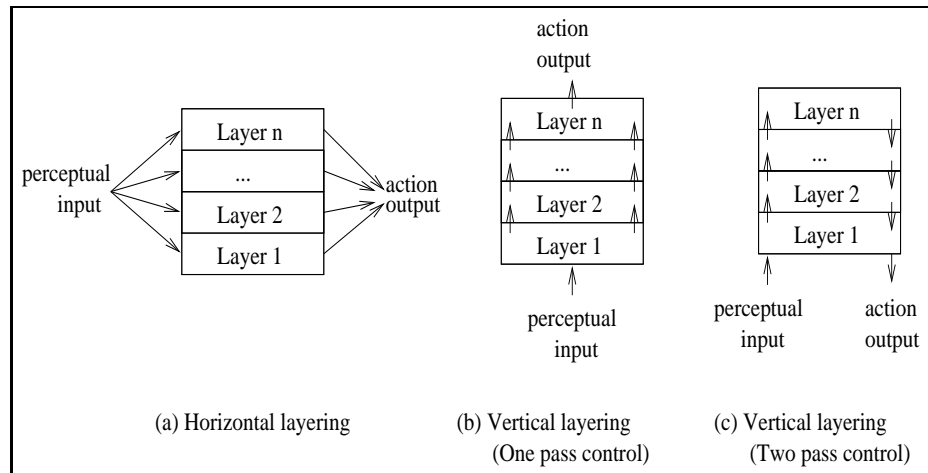 perceptual
input
Layer n
...
Layer 2
Layer 1
action
output
(a) Horizontal layering
action
output
Layer n
...
Layer 2
Layer 1
perceptual
input
(b) Vertical layering
(One pass control)
Layer n
...
Layer 2
Layer 1
perceptual
input
action
output
(c) Vertical layering
(Two pass control)